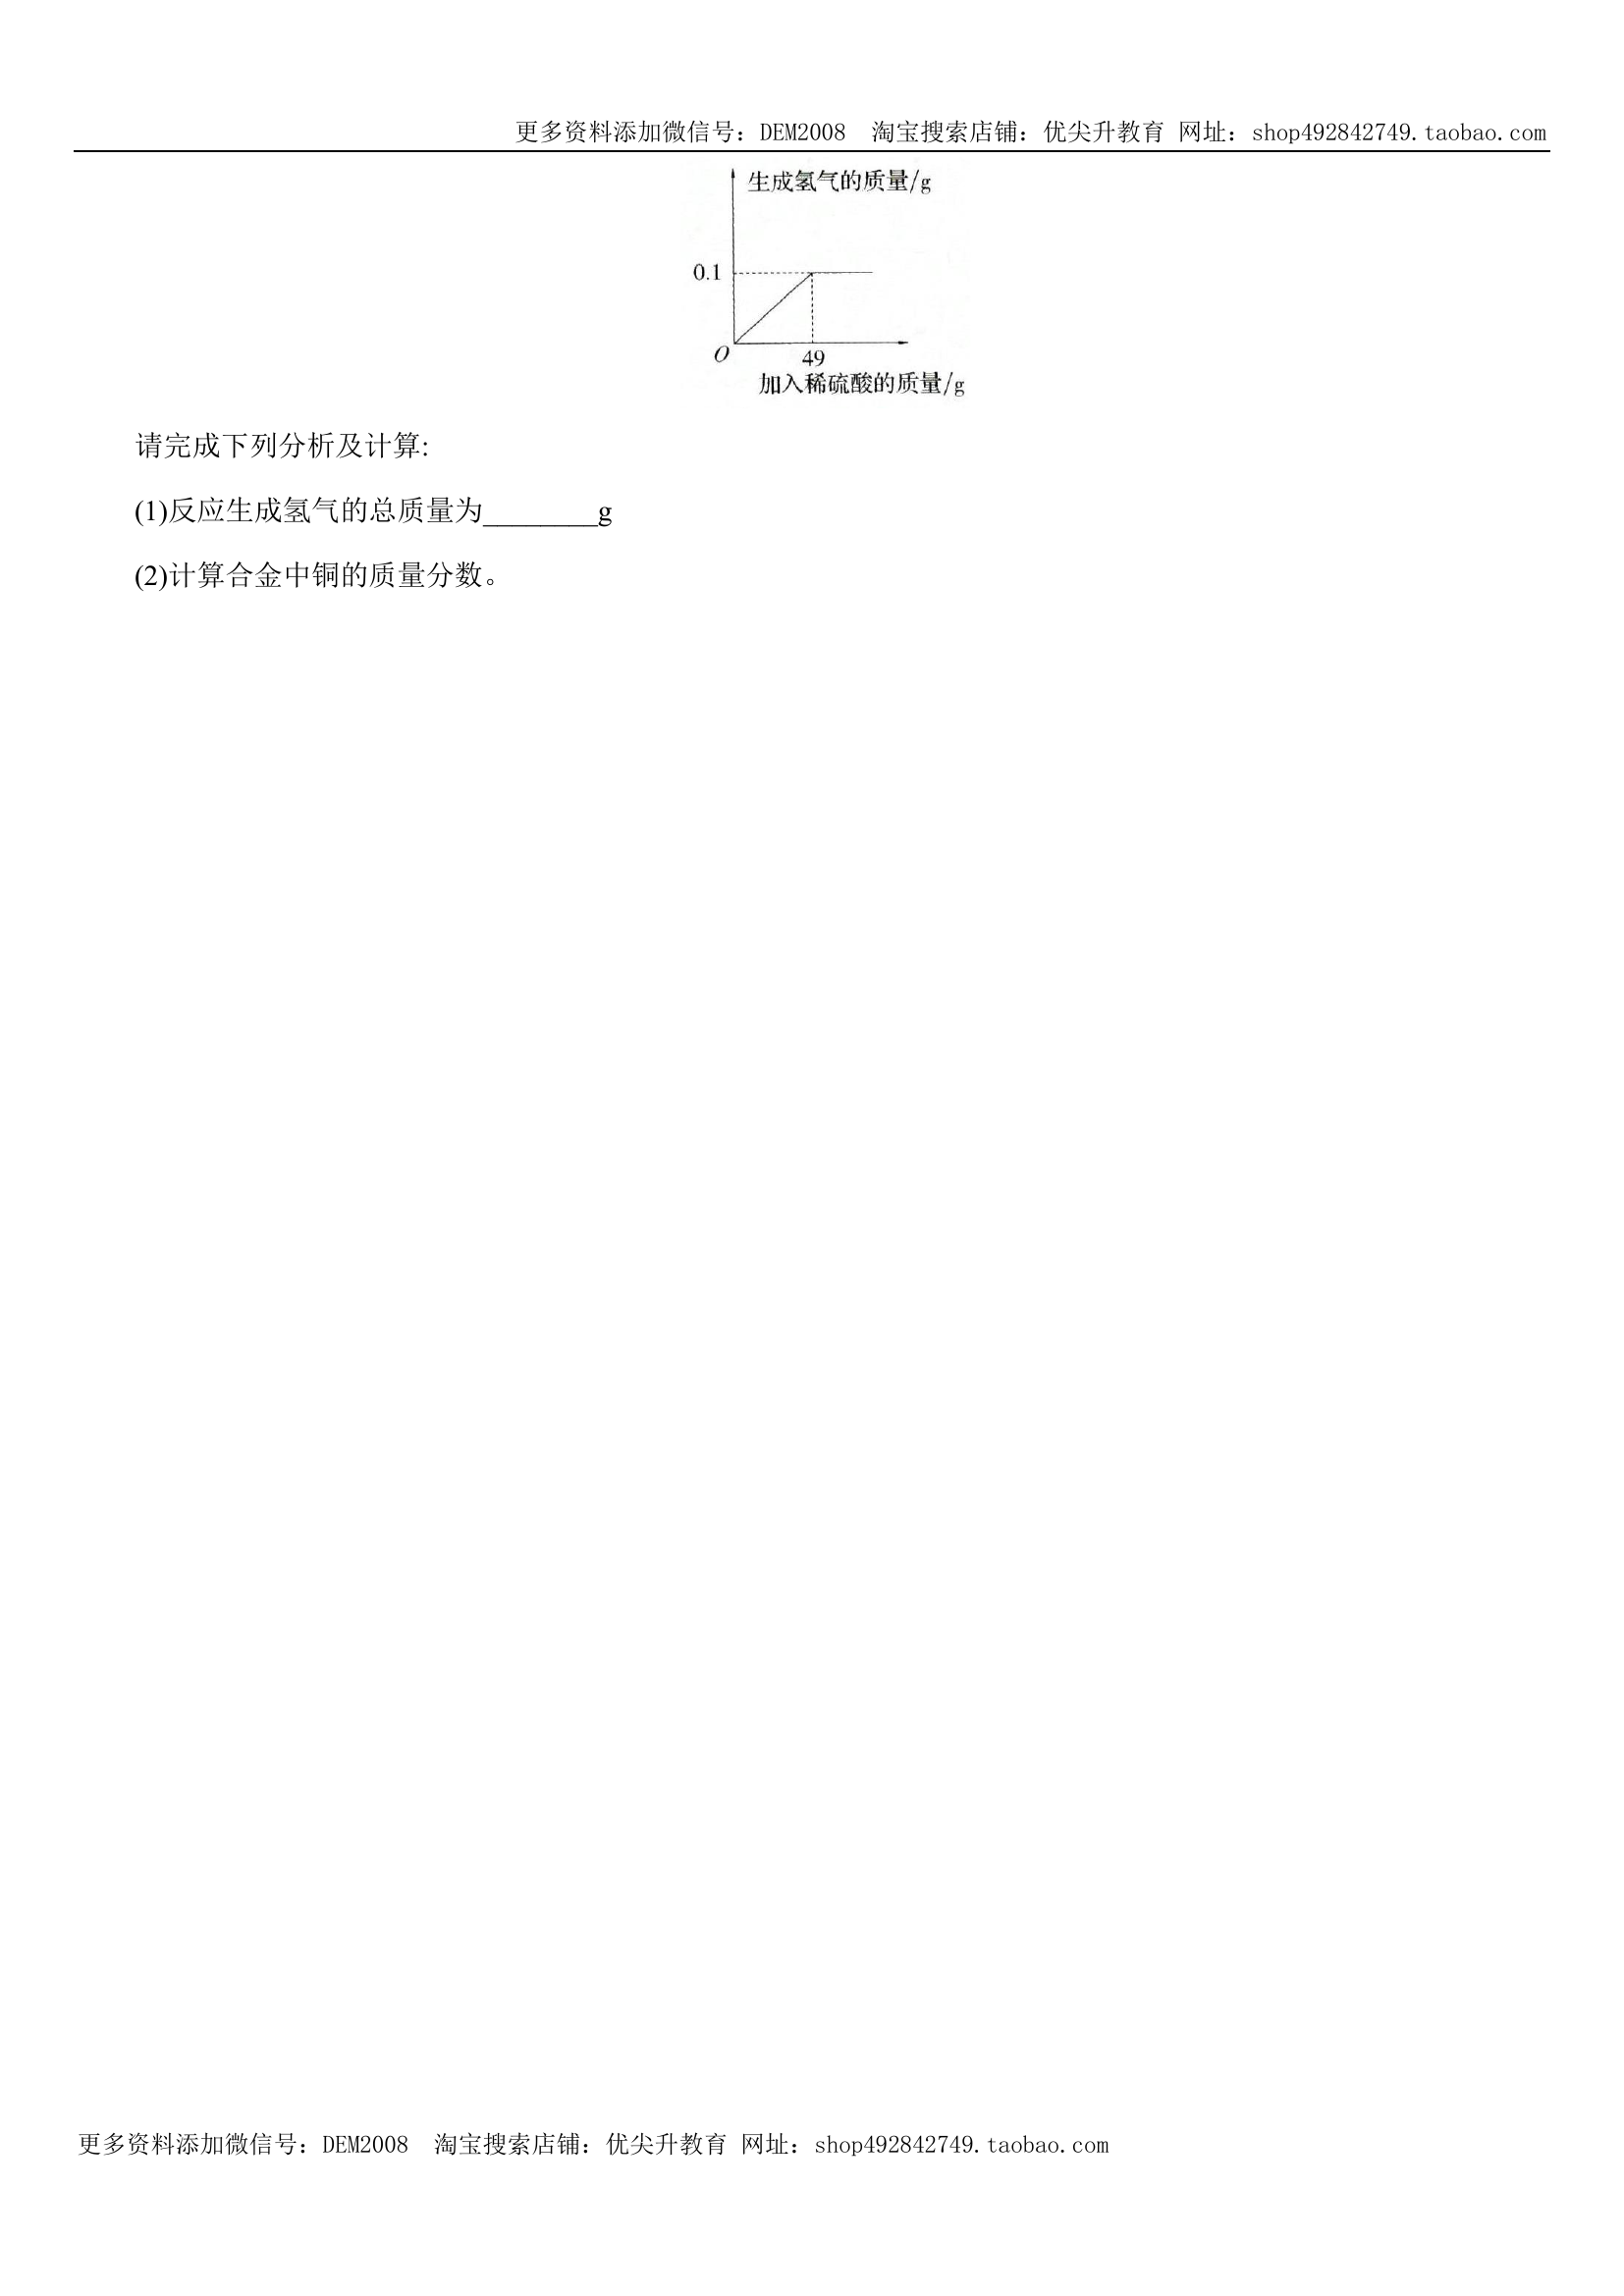 更多资料添加微信号：DEM2008  淘宝搜索店铺：优尖升教育 网址：shop492842749.taobao.com
生成氢气的质量/g
0.1
O
49
加入稀硫酸的质量/g
请完成下列分析及计算:
(1)反应生成氢气的总质量为________g
(2)计算合金中铜的质量分数。
更多资料添加微信号：DEM2008  淘宝搜索店铺：优尖升教育 网址：shop492842749.taobao.com